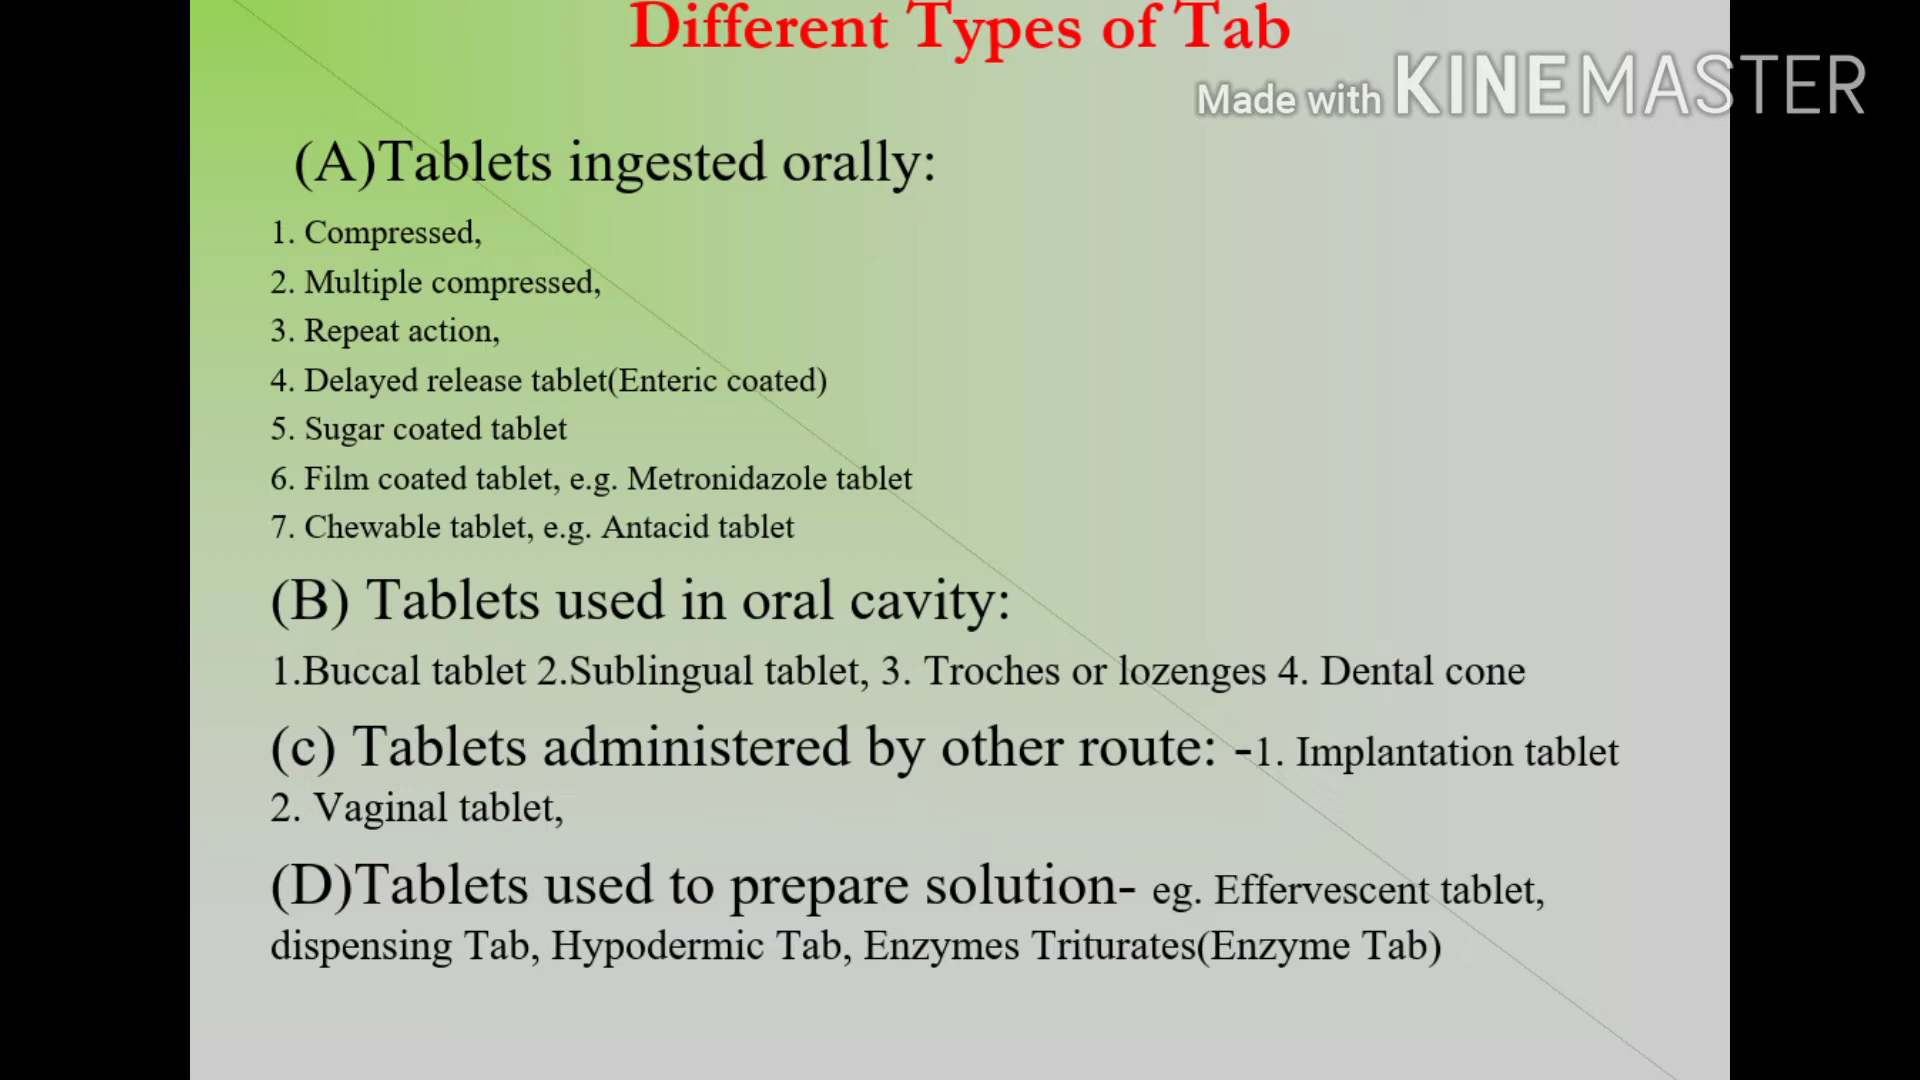 Different Types of Tab
Made with KINEMASTER
(A)Tablets ingested orally:
1. Compressed,
2. Multiple compressed,
3. Repeat action,
4. Delayed release tablet(Enteric coated)
5. Sugar coated tablet
6. Film coated tablet, e.g. Metronidazole tablet
7. Chewable tablet, e.g. Antacid tablet
(B) Tablets used in oral cavity:
1.Buccal tablet 2.Sublingual tablet, 3. Troches or lozenges 4. Dental cone
(c) Tablets administered by other route: -1. Implantation tablet
2. Vaginal tablet,
(D)Tablets used to prepare solution- eg. Effervescent tablet,
dispensing Tab, Hypodermic Tab, Enzymes Triturates(Enzyme Tab)